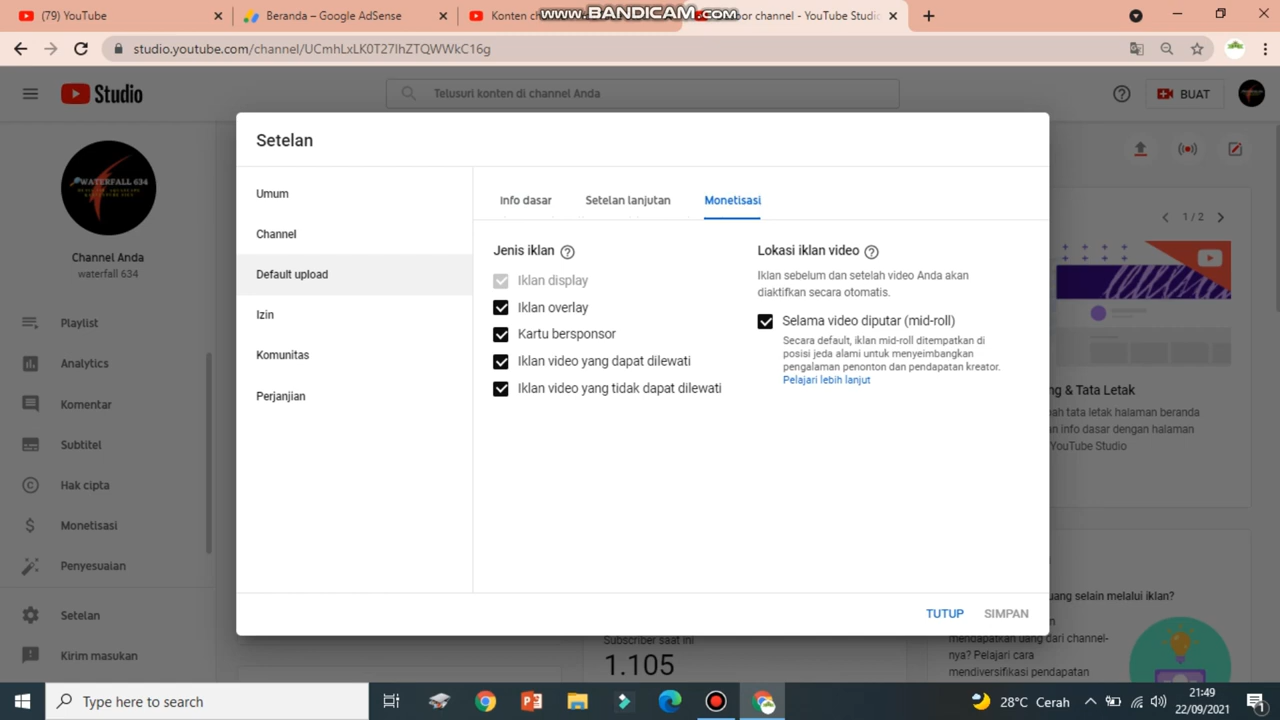 (79) YouTube
Beranda – Google AdSense
Konten ch
www.BANDICAM.com
bor channel - YouTube Studio
studio.youtube.com/channel/UCmhLxLK0T27IhZTQWWkC16g
Studio
Telusuri konten di channel Anda
BUAT
WATERFALL 634
Channel Anda
waterfall 634
Playlist
Analytics
Komentar
Subtitel
Hak cipta
Monetisasi
Penyesuaian
Setelan
Kirim masukan
Setelan
Umum
Channel
Default upload
Izin
Komunitas
Perjanjian
Info dasar
Setelan lanjutan
Monetisasi
Jenis iklan
Iklan display
Iklan overlay
Kartu bersponsor
Iklan video yang dapat dilewati
Iklan video yang tidak dapat dilewati
Lokasi iklan video
Iklan sebelum dan setelah video Anda akan
diaktifkan secara otomatis.
Selama video diputar (mid-roll)
Secara default, iklan mid-roll ditempatkan di
posisi jeda alami untuk menyeimbangkan
pengalaman penonton dan pendapatan kreator.
Pelajari lebih lanjut
TUTUP
SIMPAN
1 / 2
g & Tata Letak
ah tata letak halaman beranda
an info dasar dengan halaman
YouTube Studio
uang selain melalui iklan?
mendapatkan uang dari channel-
nya? Pelajari cara
mendiversifikasi pendapatan
Subscriber saat ini
1.105
Type here to search
28°C Cerah
21:49
22/09/2021
1